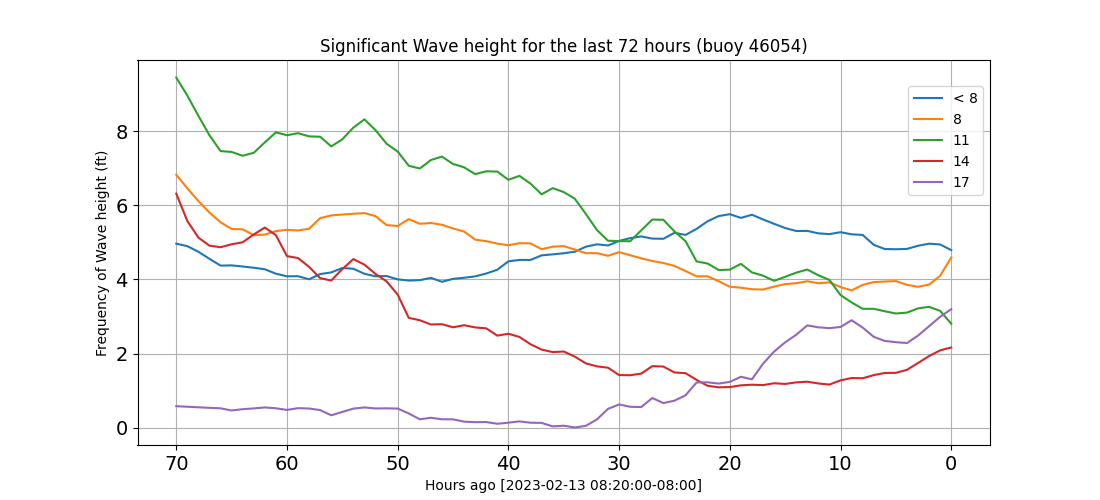 Significant Wave height for the last 72 hours (buoy 46054)
< 8
8
11
14
17
Frequency of Wave height (ft)
8
6
4
2
0
70 60 50 40 30 20 10 0
Hours ago [2023-02-13 08:20:00-08:00]